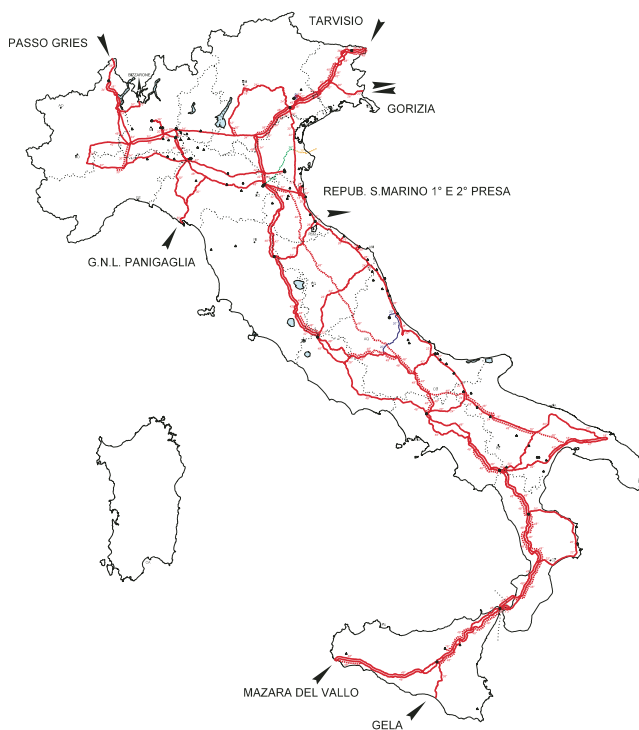 TARVISIO
PASSO GRIES
GORIZIA
REPUB. S.MARINO 1° E 2° PRESA
G.N.L. PANIGAGLIA
MAZARA DEL VALLO
GELA